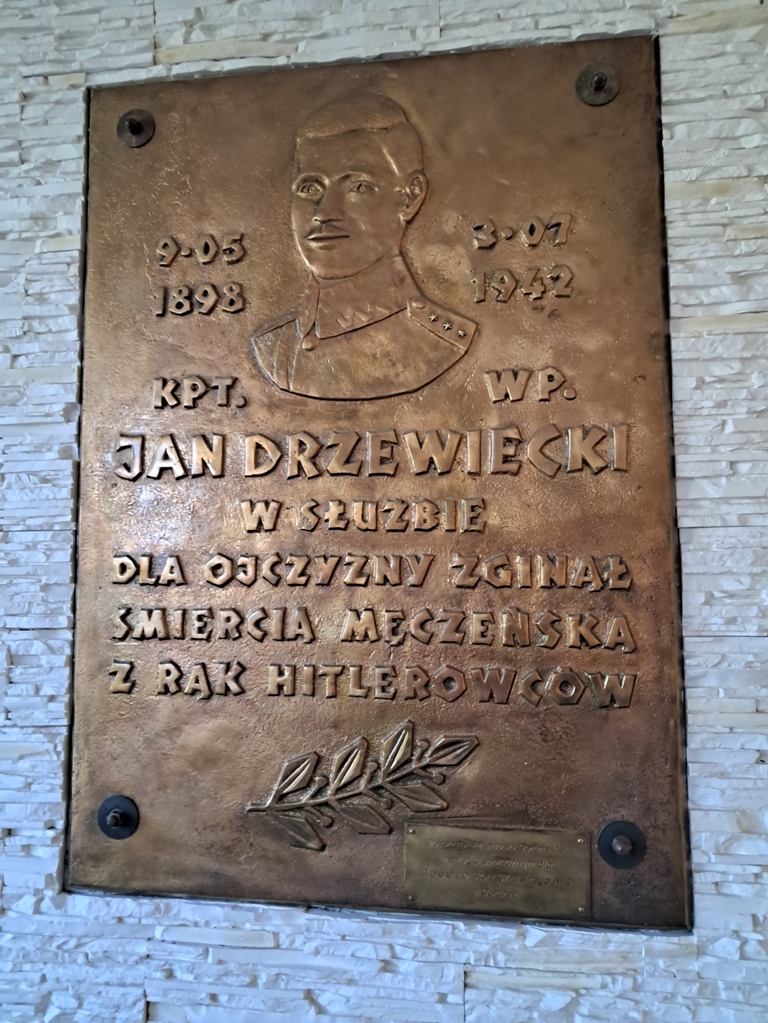 9·05
1898
3·07
1942
KPT.
WP.
JAN DRZEWIECKI
W SŁUŻBIE
DLA OJCZYZNY ZGINĄŁ
ŚMIERCIĄ MĘCZEŃSKĄ
Z RĄK HITLEROWCÓW